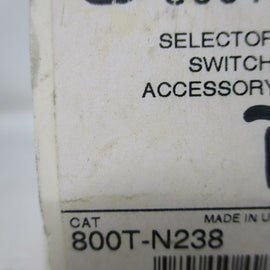 SELECTOR
SWITCH
ACCESSORY
CAT
MADE IN U
800T-N238